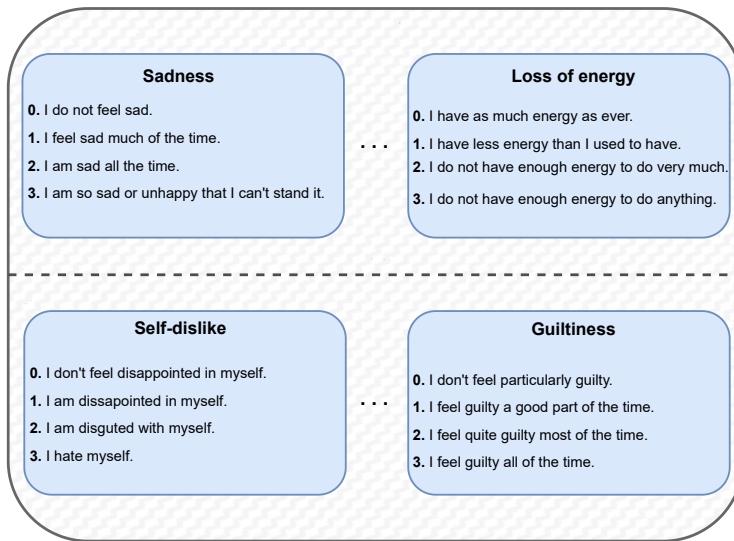 Sadness
0. I do not feel sad.
1. I feel sad much of the time.
2. I am sad all the time.
3. I am so sad or unhappy that I can't stand it.
. . .
Loss of energy
0. I have as much energy as ever.
1. I have less energy than I used to have.
2. I do not have enough energy to do very much.
3. I do not have enough energy to do anything.
Self-dislike
0. I don't feel disappointed in myself.
1. I am dissapointed in myself.
2. I am disguted with myself.
3. I hate myself.
. . .
Guiltiness
0. I don't feel particularly guilty.
1. I feel guilty a good part of the time.
2. I feel quite guilty most of the time.
3. I feel guilty all of the time.